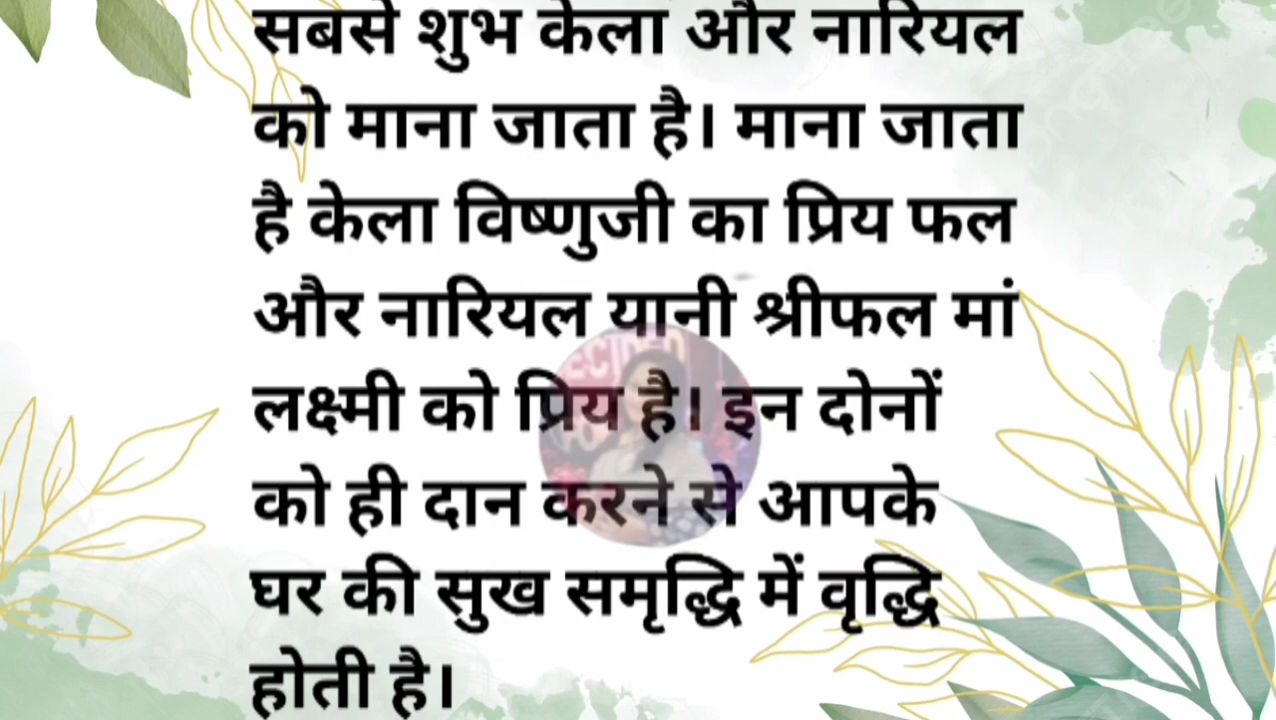 सबसे शुभ केला और नारियल
को माना जाता है। माना जाता
है केला विष्णुजी का प्रिय फल
और नारियल यानी श्रीफल मां
लक्ष्मी को प्रिय है। इन दोनों
को ही दान करने से आपके
घर की सुख समृद्धि में वृद्धि
होती है।